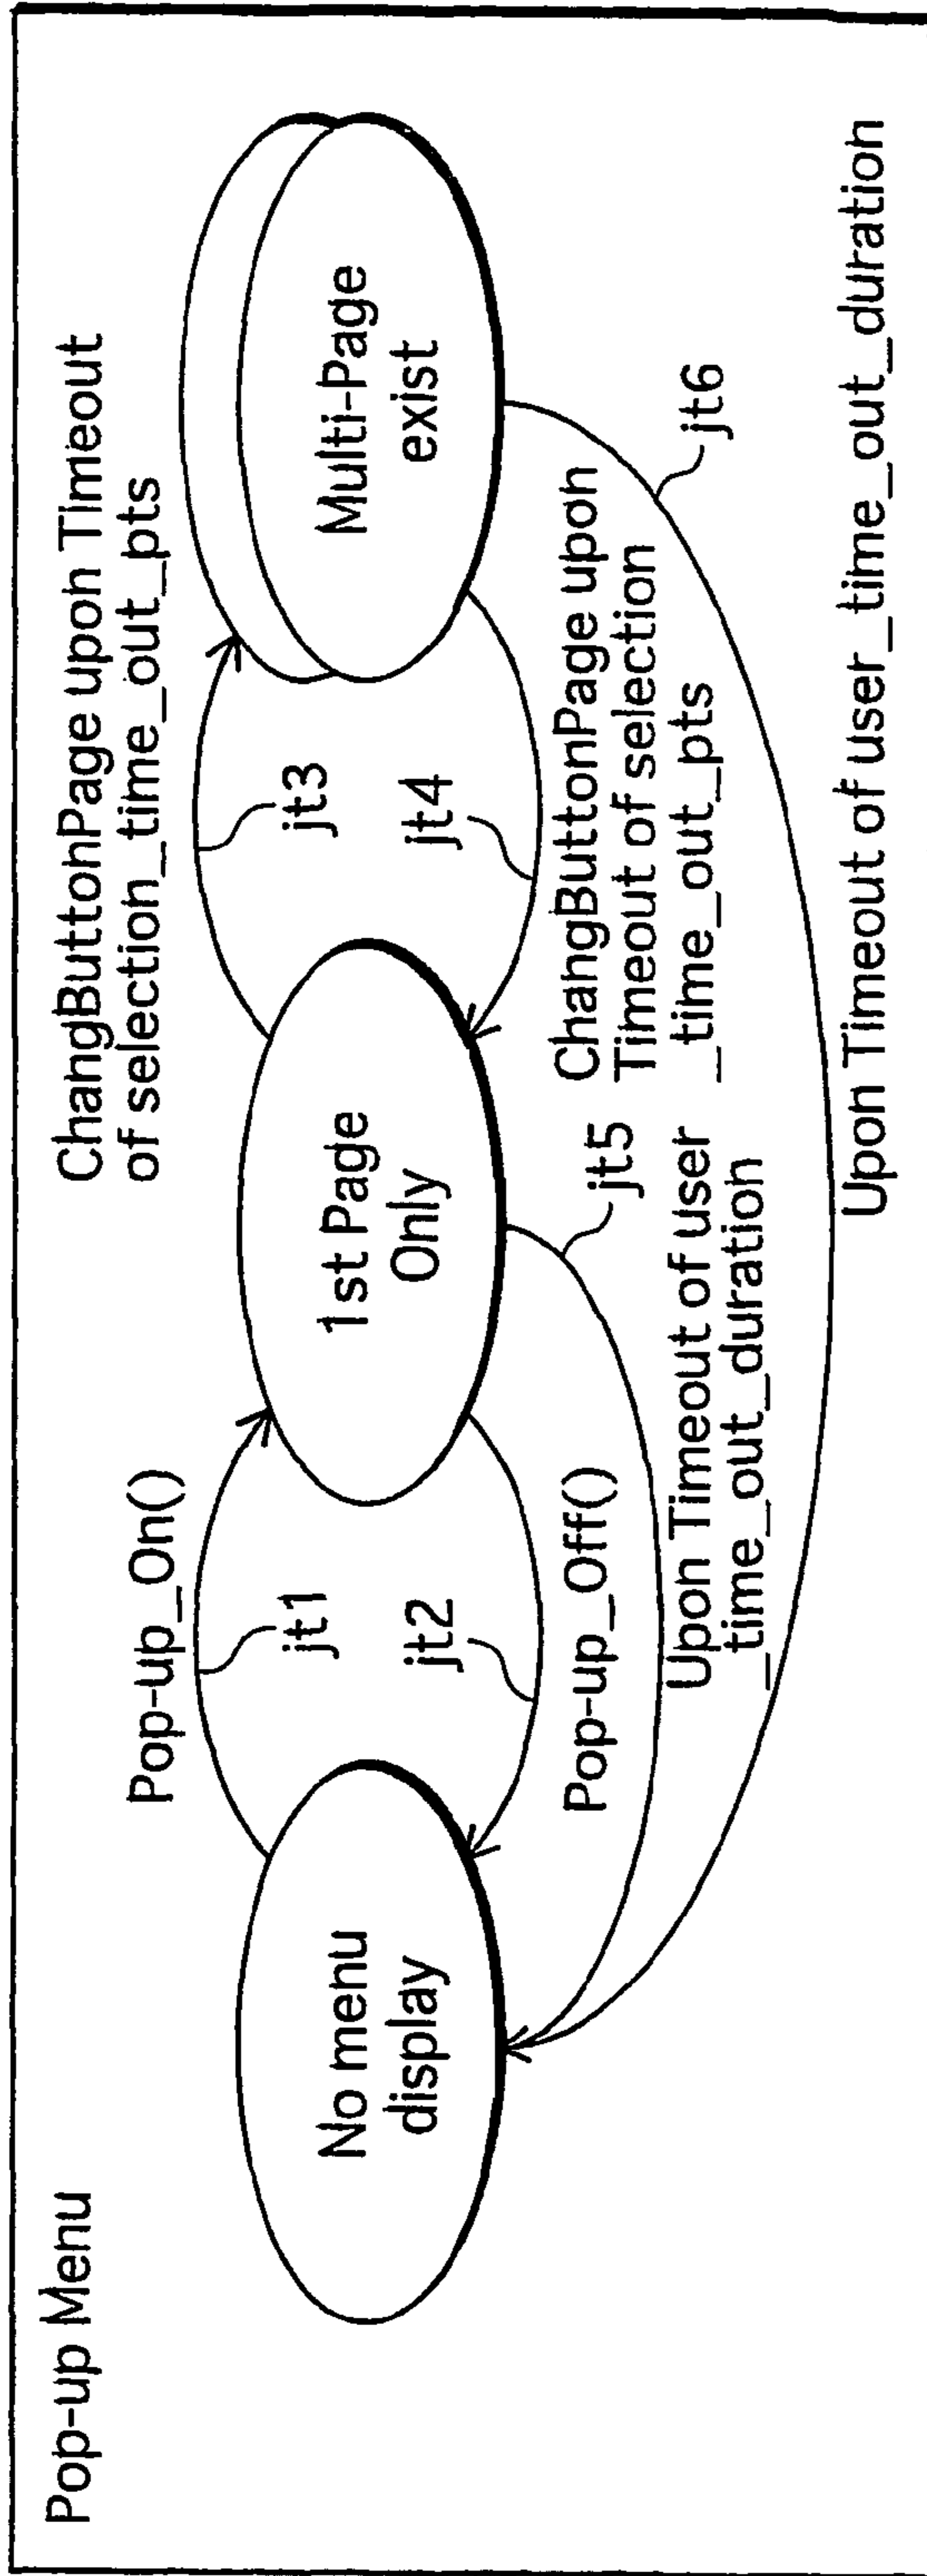 Pop-up Menu
Pop-up_On()
jt1
jt2
Pop-up_Off()
No menu
display
1st Page
Only
ChangButtonPage upon Timeout
of selection_time_out_pts
jt3
jt4
ChangButtonPage upon
Timeout of selection
_time_out_pts
Multi-Page
exist
jt5
Upon Timeout of user
_time_out_duration
jt6
Upon Timeout of user_time_out_duration